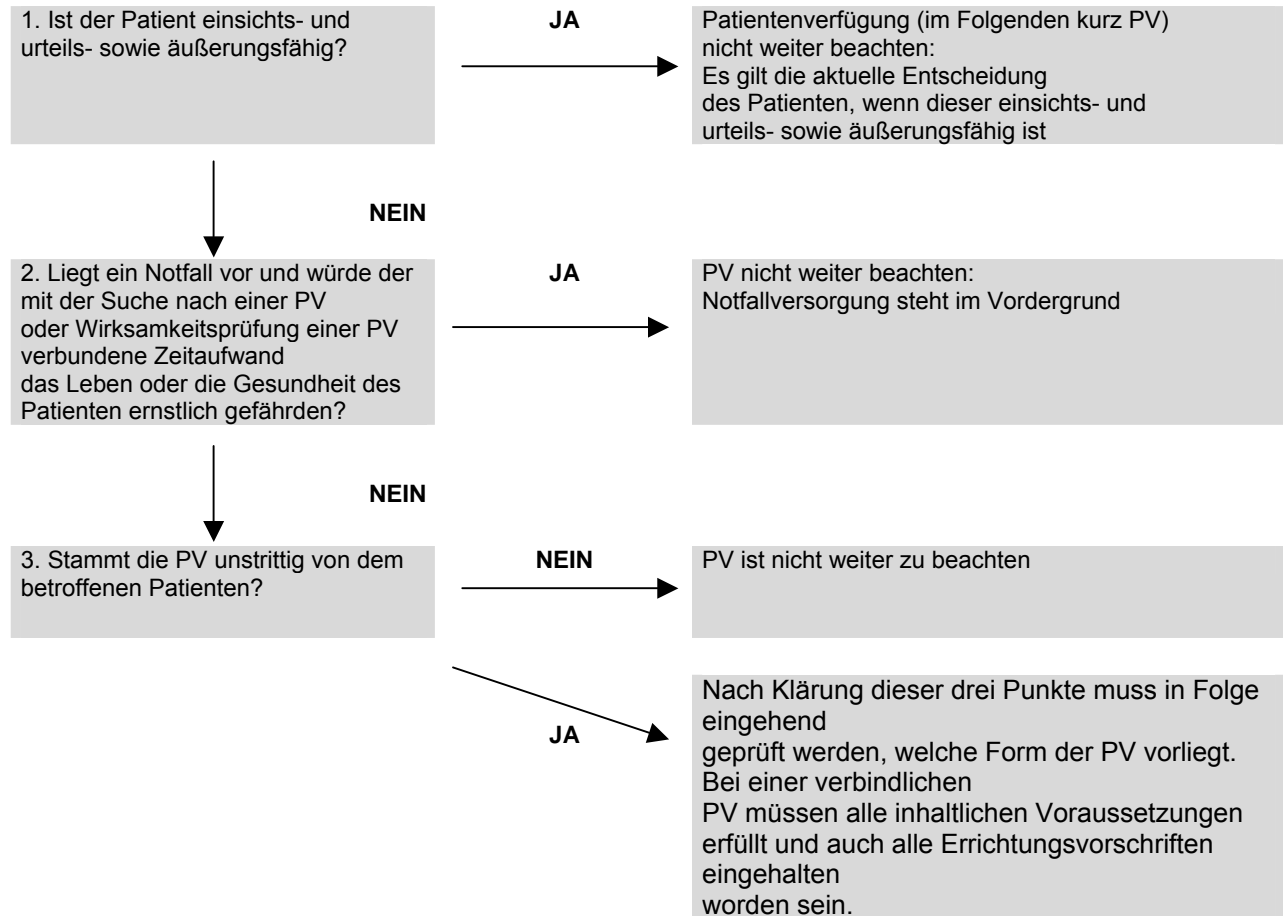 1. Ist der Patient einsichts- und
urteils- sowie äußerungsfähig?
JA
Patientenverfügung (im Folgenden kurz PV)
nicht weiter beachten:
Es gilt die aktuelle Entscheidung
des Patienten, wenn dieser einsichts- und
urteils- sowie äußerungsfähig ist
NEIN
2. Liegt ein Notfall vor und würde der
mit der Suche nach einer PV
oder Wirksamkeitsprüfung einer PV
verbundene Zeitaufwand
das Leben oder die Gesundheit des
Patienten ernstlich gefährden?
JA
PV nicht weiter beachten:
Notfallversorgung steht im Vordergrund
NEIN
3. Stammt die PV unstrittig von dem
betroffenen Patienten?
NEIN
PV ist nicht weiter zu beachten
JA
Nach Klärung dieser drei Punkte muss in Folge
eingehend
geprüft werden, welche Form der PV vorliegt.
Bei einer verbindlichen
PV müssen alle inhaltlichen Voraussetzungen
erfüllt und auch alle Errichtungsvorschriften
eingehalten
worden sein.